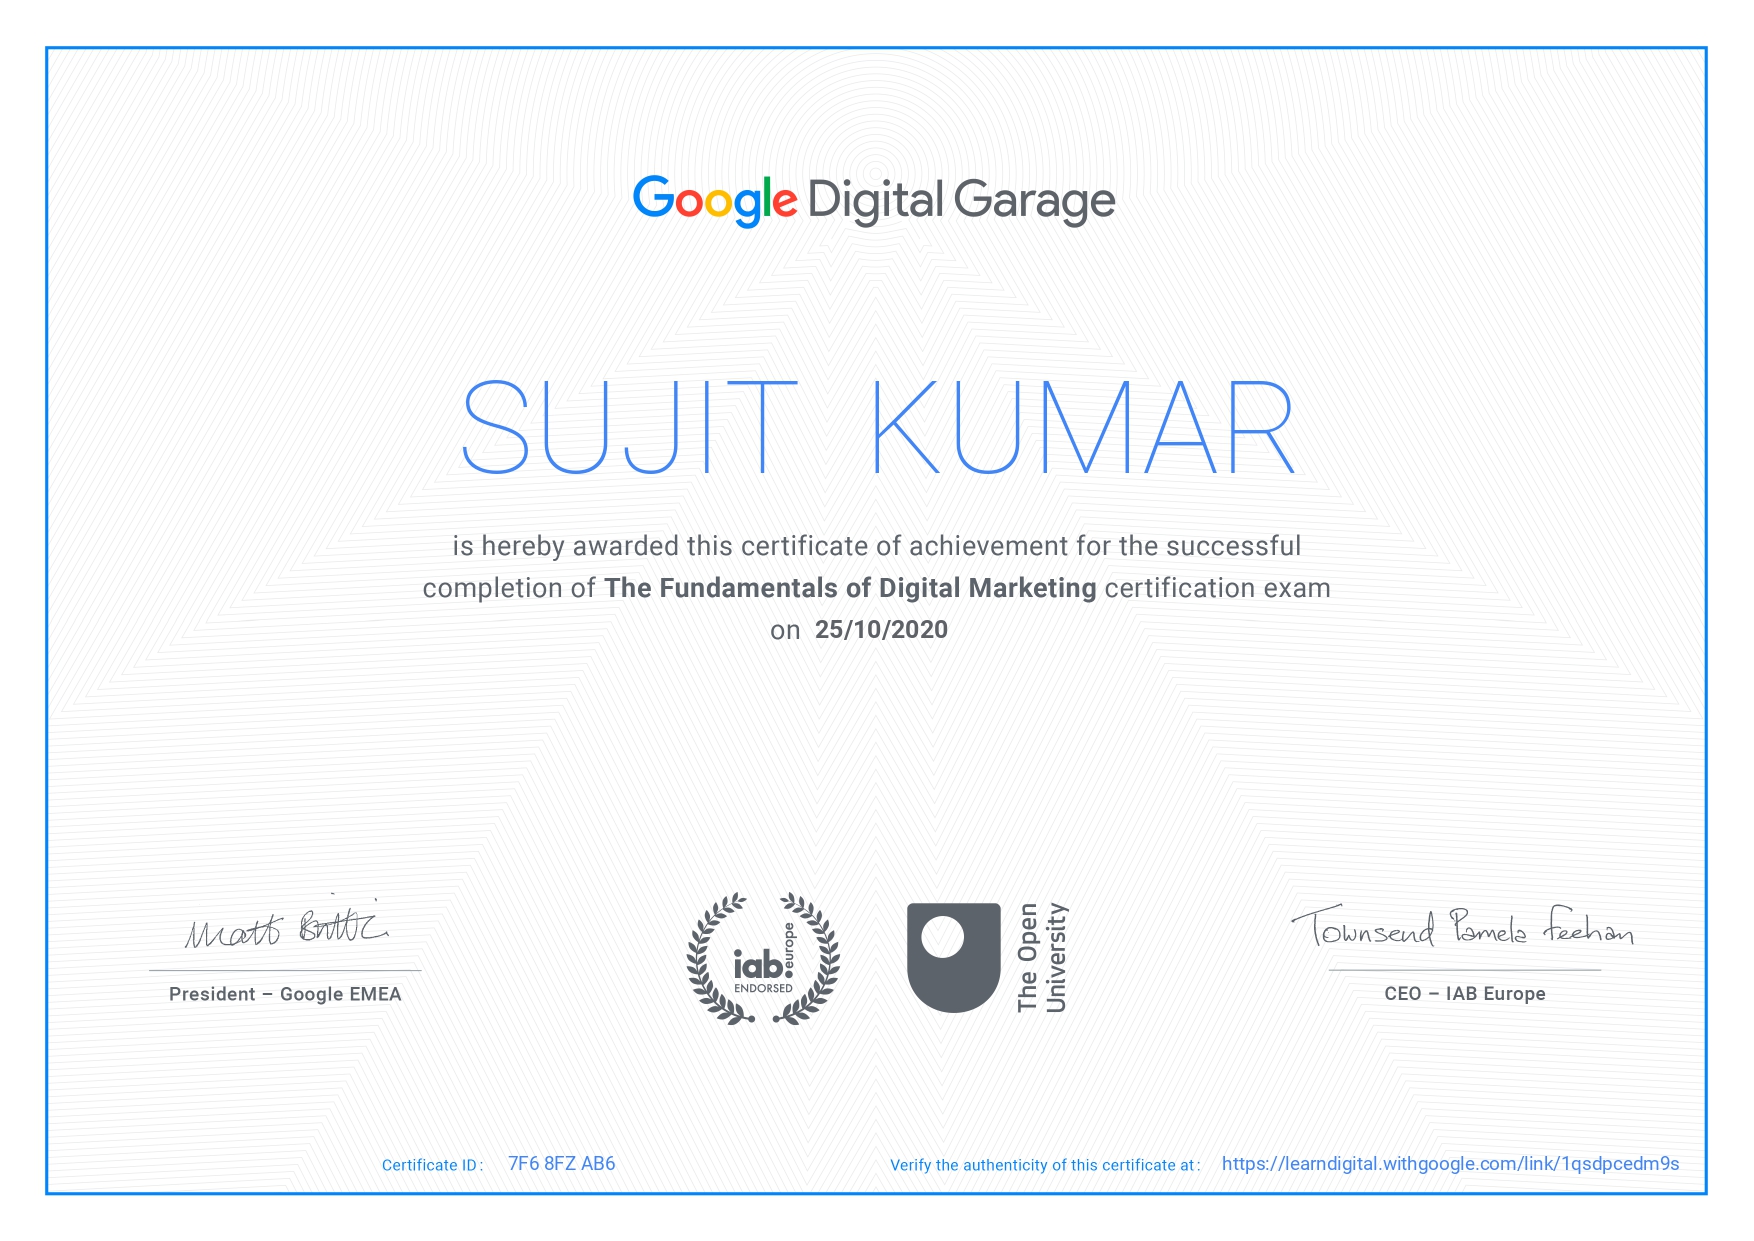 Google Digital Garage
SUJIT KUMAR
is hereby awarded this certificate of achievement for the successful
completion of The Fundamentals of Digital Marketing certification exam
on 25/10/2020
Matt Brittin
President – Google EMEA
iab. europe
ENDORSED
The Open
University
Townsend Pamela Feehan
CEO – IAB Europe
Certificate ID : 7F6 8FZ AB6
Verify the authenticity of this certificate at : https://learndigital.withgoogle.com/link/1qsdpcedm9s